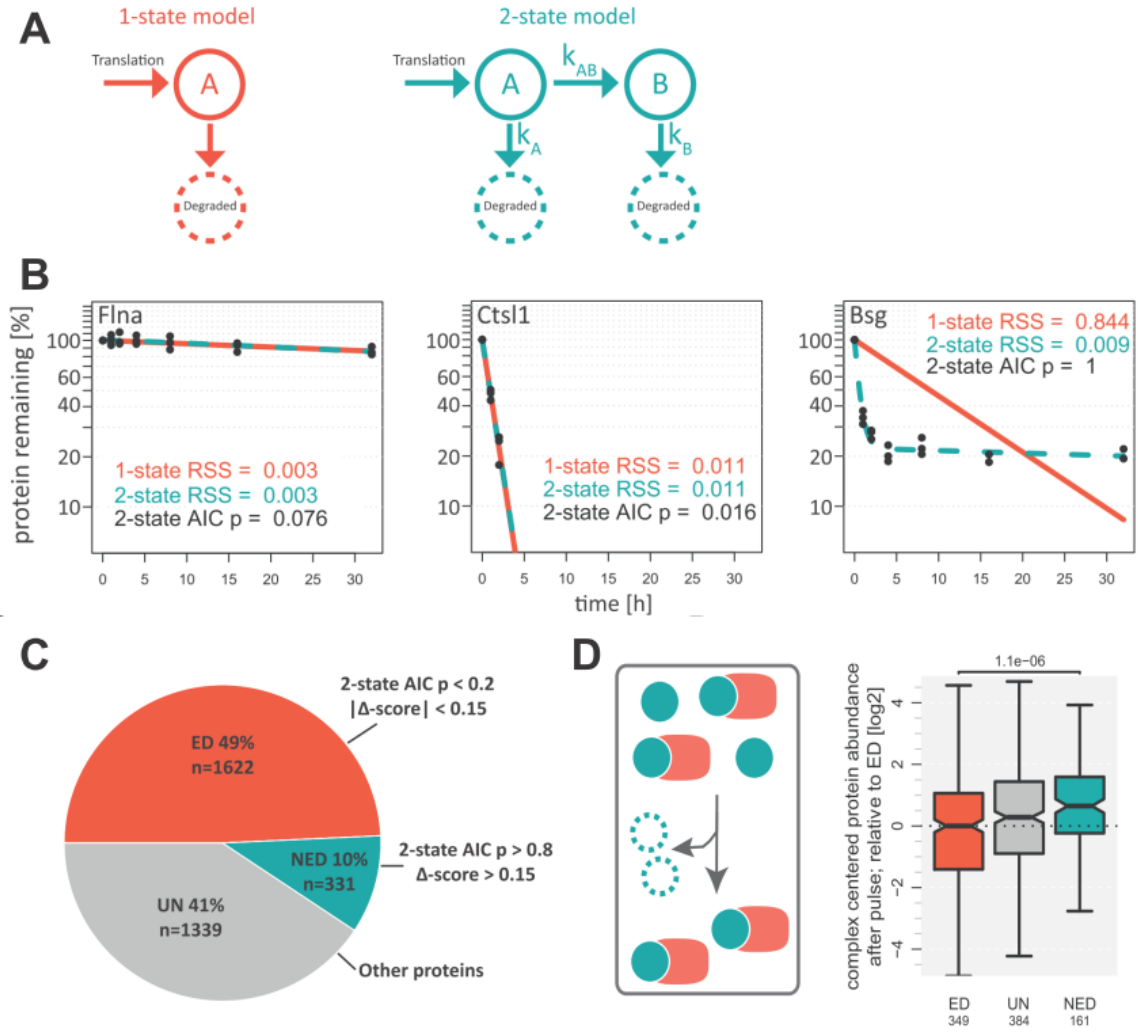 A
1-state model
2-state model
Translation
A
Degraded
Translation
A
k_AB
B
k_A
k_B
Degraded
Degraded
B
protein remaining [%]
Flna
100
60
40
20
10
1-state RSS = 0.003
2-state RSS = 0.003
2-state AIC p = 0.076
0 5 10 15 20 25 30
Ctsl1
100
60
40
20
10
1-state RSS = 0.011
2-state RSS = 0.011
2-state AIC p = 0.016
0 5 10 15 20 25 30
Bsg
100
60
40
20
10
1-state RSS = 0.844
2-state RSS = 0.009
2-state AIC p = 1
0 5 10 15 20 25 30
time [h]
C
ED 49%
n=1622
2-state AIC p < 0.2
|Δ-score| < 0.15
NED 10%
n=331
2-state AIC p > 0.8
Δ-score > 0.15
UN 41%
n=1339
Other proteins
D
complex centered protein abundance
after pulse; relative to ED [log2]
1.1e-06
4
2
0
−2
−4
ED UN NED
349 384 161